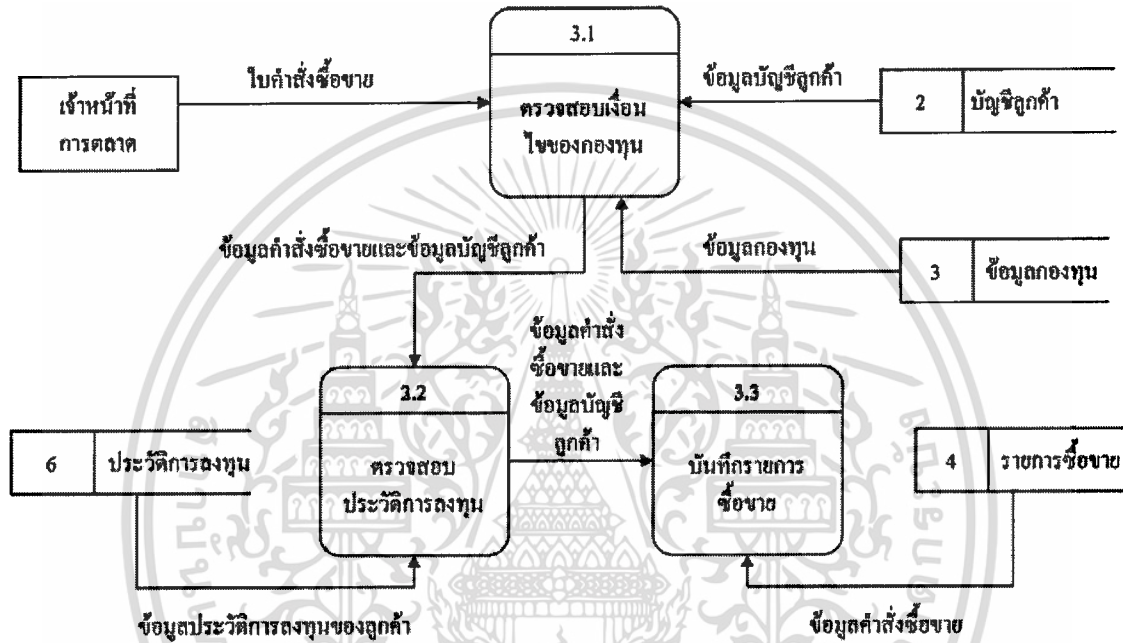 3.1
ใบคำสั่งซื้อขาย
ข้อมูลบัญชีลูกค้า
เจ้าหน้าที่
การตลาด
ตรวจสอบเงื่อน
ไขของกองทุน
2
บัญชีลูกค้า
ข้อมูลคำสั่งซื้อขายและข้อมูลบัญชีลูกค้า
ข้อมูลกองทุน
3
ข้อมูลกองทุน
ข้อมูลคำสั่ง
ซื้อขายและ
ข้อมูลบัญชี
ลูกค้า
3.2
3.3
6
ประวัติการลงทุน
ตรวจสอบ
ประวัติการลงทุน
บันทึกรายการ
ซื้อขาย
4
รายการซื้อขาย
ข้อมูลประวัติการลงทุนของลูกค้า
ข้อมูลคำสั่งซื้อขาย